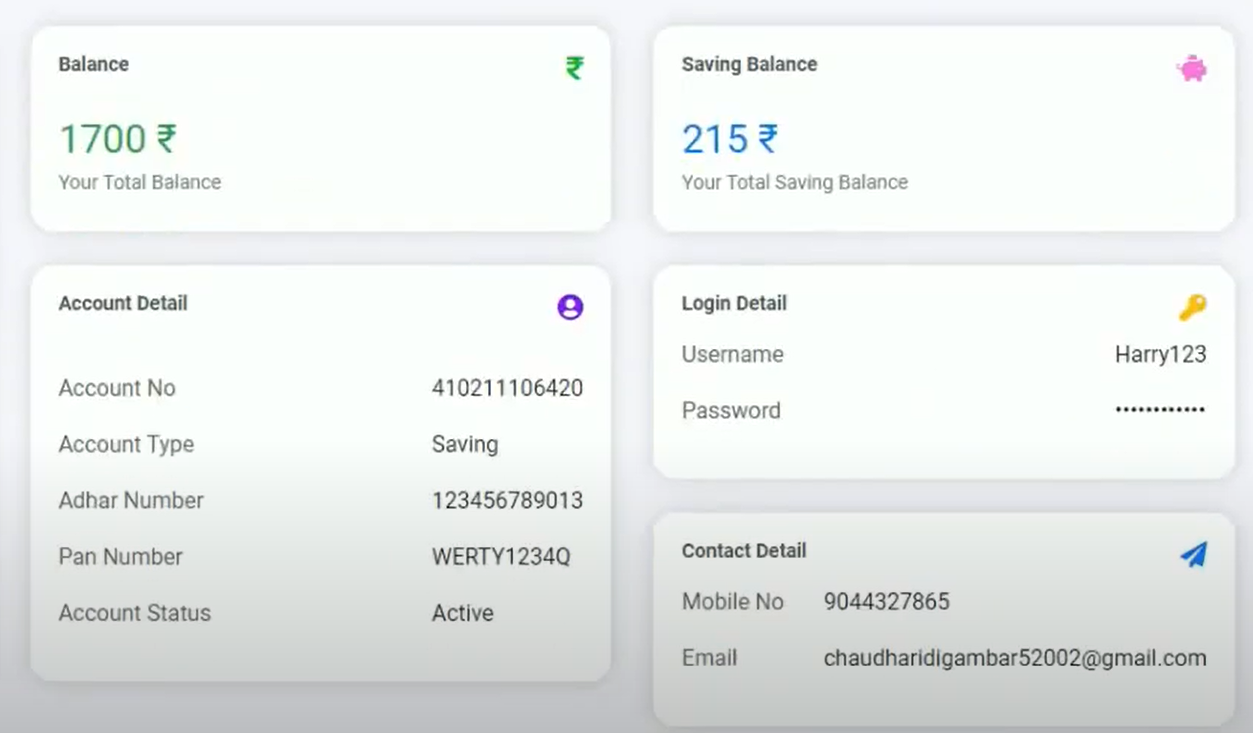 Balance
₹
1700 ₹
Your Total Balance
Saving Balance
215 ₹
Your Total Saving Balance
Account Detail
Account No 410211106420
Account Type Saving
Adhar Number 123456789013
Pan Number WERTY1234Q
Account Status Active
Login Detail
Username Harry123
Password ••••••••••••
Contact Detail
Mobile No 9044327865
Email chaudharidigambar52002@gmail.com